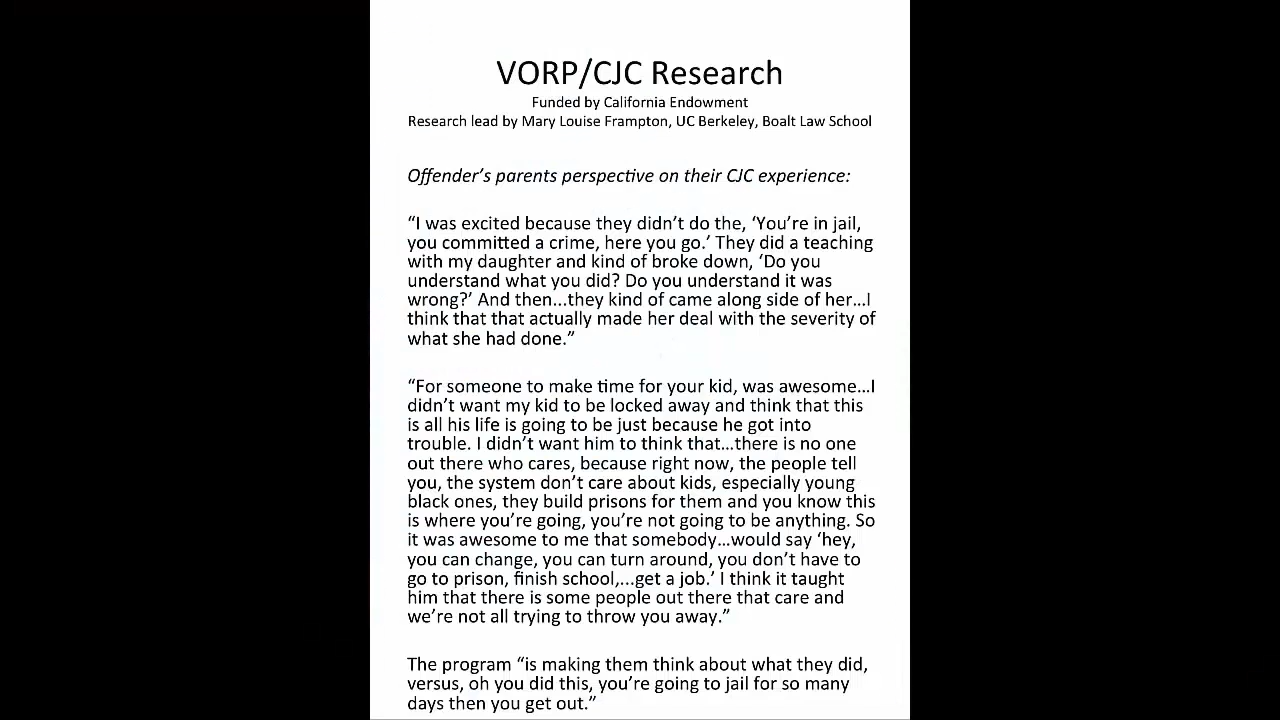 VORP/CJC Research
Funded by California Endowment
Research lead by Mary Louise Frampton, UC Berkeley, Boalt Law School
Offender’s parents perspective on their CJC experience:
“I was excited because they didn’t do the, ‘You’re in jail,
you committed a crime, here you go.’ They did a teaching
with my daughter and kind of broke down, ‘Do you
understand what you did? Do you understand it was
wrong?’ And then...they kind of came along side of her...I
think that that actually made her deal with the severity of
what she had done.”
“For someone to make time for your kid, was awesome...I
didn’t want my kid to be locked away and think that this
is all his life is going to be just because he got into
trouble. I didn’t want him to think that...there is no one
out there who cares, because right now, the people tell
you, the system don’t care about kids, especially young
black ones, they build prisons for them and you know this
is where you’re going, you’re not going to be anything. So
it was awesome to me that somebody...would say ‘hey,
you can change, you can turn around, you don’t have to
go to prison, finish school,...get a job.’ I think it taught
him that there is some people out there that care and
we’re not all trying to throw you away.”
The program “is making them think about what they did,
versus, oh you did this, you’re going to jail for so many
days then you get out.”